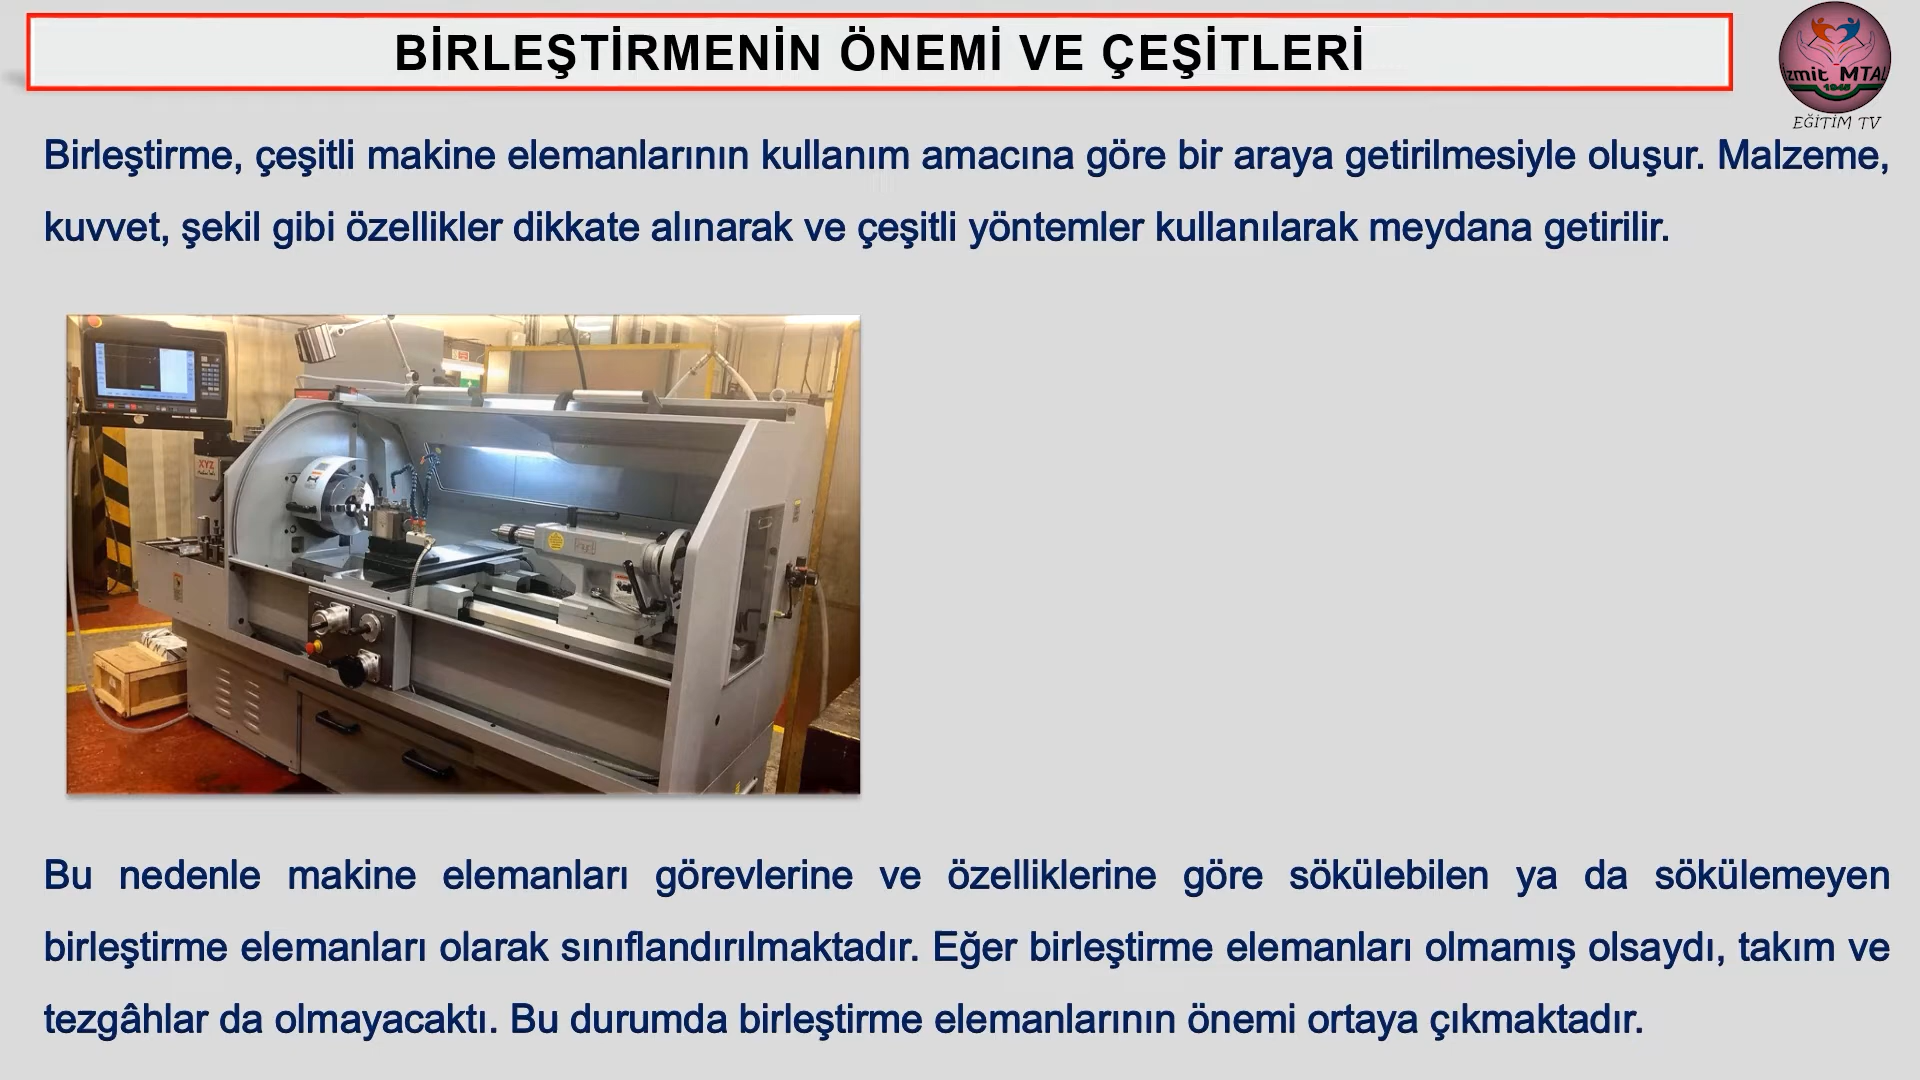 BİRLEŞTİRMENİN ÖNEMİ VE ÇEŞİTLERİ
İzmit MTAL
1945
EĞİTİM TV
Birleştirme, çeşitli makine elemanlarının kullanım amacına göre bir araya getirilmesiyle oluşur. Malzeme,
kuvvet, şekil gibi özellikler dikkate alınarak ve çeşitli yöntemler kullanılarak meydana getirilir.
XYZ
Bu nedenle makine elemanları görevlerine ve özelliklerine göre sökülebilen ya da sökülemeyen
birleştirme elemanları olarak sınıflandırılmaktadır. Eğer birleştirme elemanları olmamış olsaydı, takım ve
tezgâhlar da olmayacaktı. Bu durumda birleştirme elemanlarının önemi ortaya çıkmaktadır.